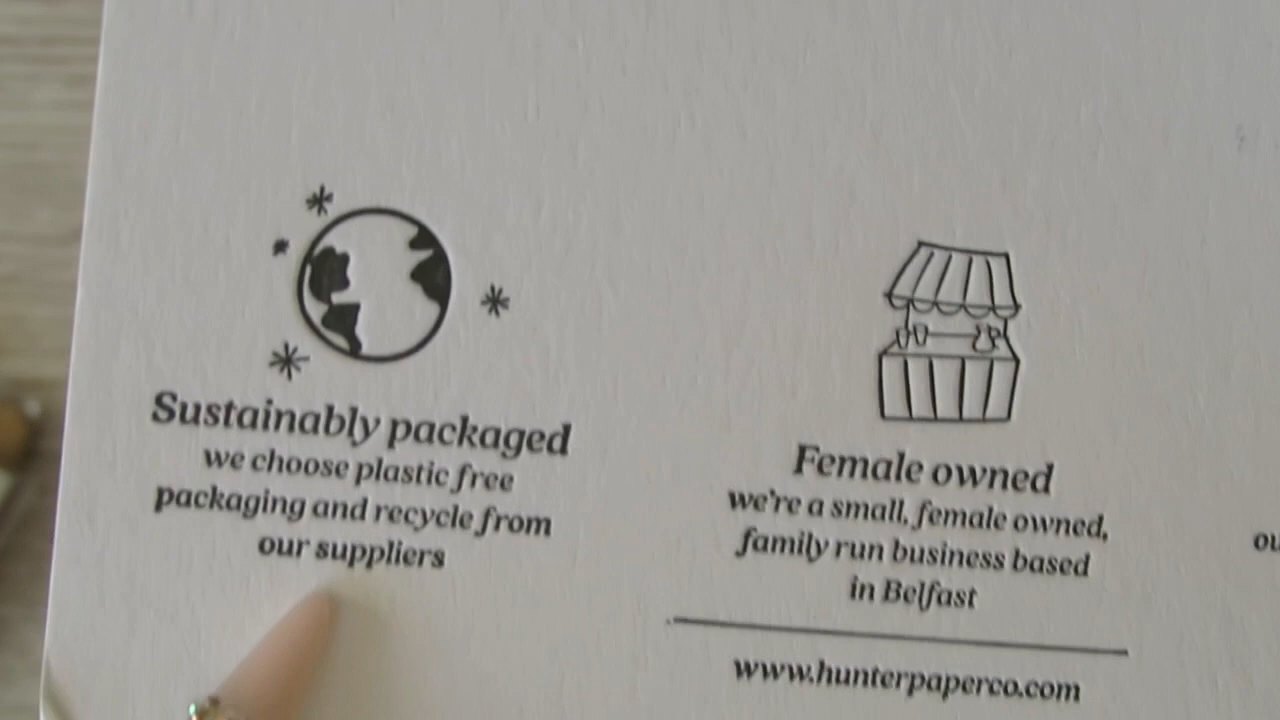 Sustainably packaged
we choose plastic free
packaging and recycle from
our suppliers
Female owned
we're a small, female owned,
family run business based
in Belfast
www.hunterpaperco.com